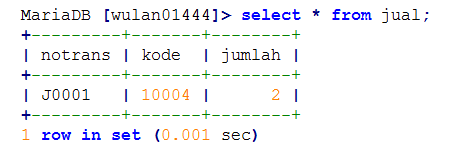 MariaDB [wulan01444]> select * from jual;
+---------+-------+--------+
| notrans | kode  | jumlah |
+---------+-------+--------+
| J0001   | 10004 |      2 |
+---------+-------+--------+
1 row in set (0.001 sec)